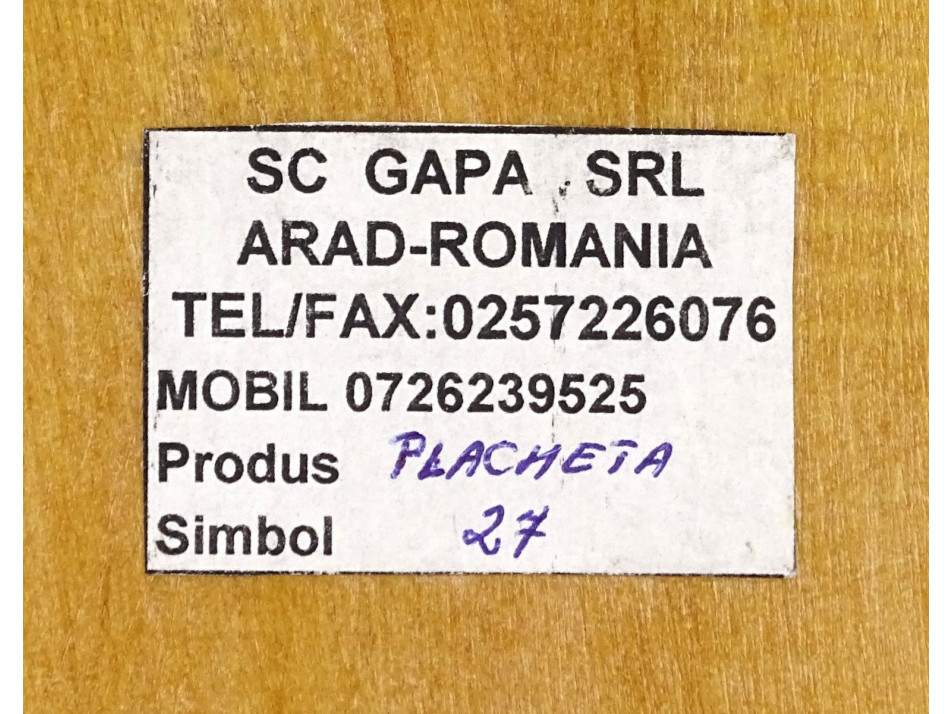 SC GAPA SRL
ARAD-ROMANIA
TEL/FAX:0257226076
MOBIL 0726239525
Produs PLACHETA
Simbol 27